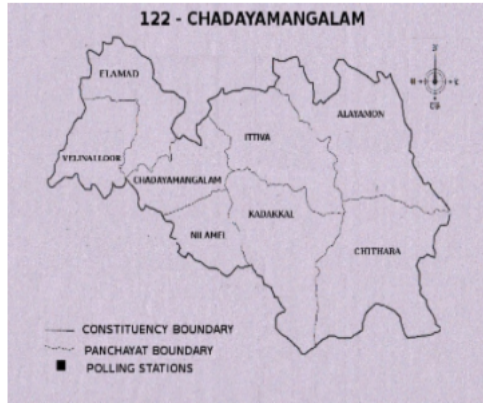 122 - CHADAYAMANGALAM
ELAMAD
ALAYAMON
ITTIVA
VELINALLOOR
CHADAYAMANGALAM
KADAKKAL
NILAMEL
CHITHARA
CONSTITUENCY BOUNDARY
PANCHAYAT BOUNDARY
POLLING STATIONS